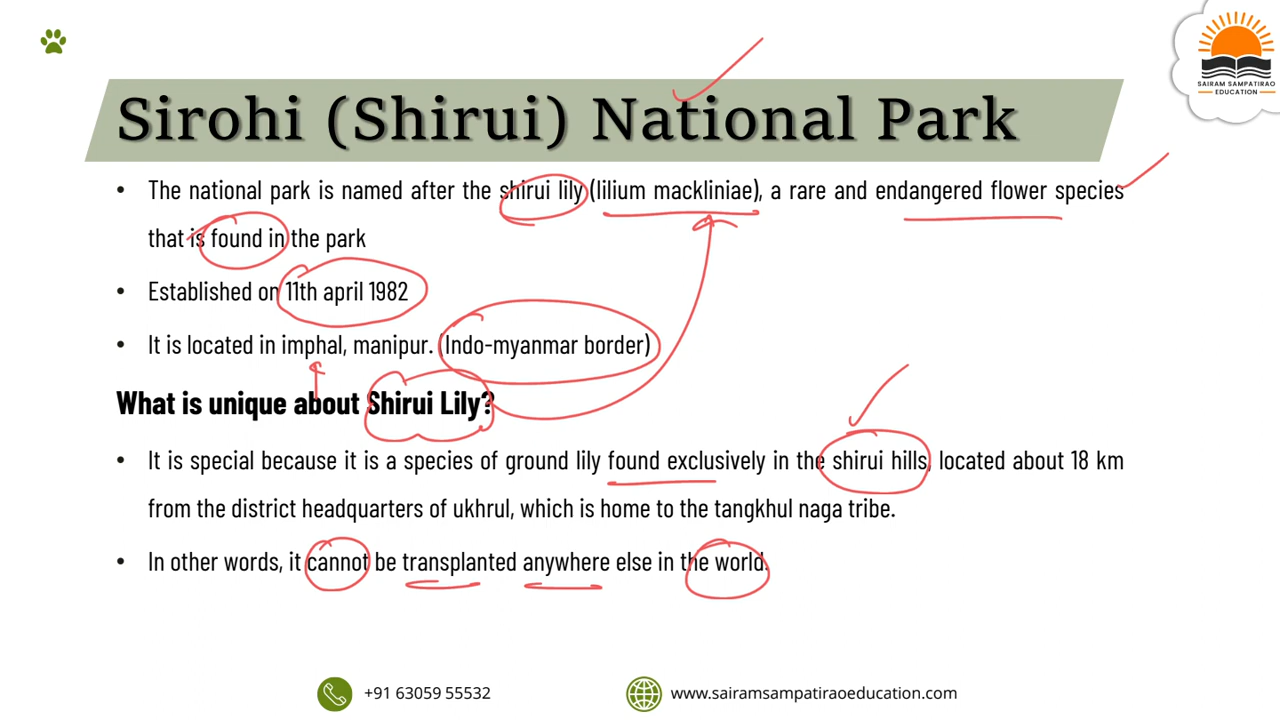 SAIRAM SAMPATIRAO
EDUCATION
Sirohi (Shirui) National Park
• The national park is named after the shirui lily (lilium mackliniae), a rare and endangered flower species
that is found in the park
• Established on 11th april 1982
• It is located in imphal, manipur. (Indo-myanmar border)
What is unique about Shirui Lily?
• It is special because it is a species of ground lily found exclusively in the shirui hills, located about 18 km
from the district headquarters of ukhrul, which is home to the tangkhul naga tribe.
• In other words, it cannot be transplanted anywhere else in the world.
+91 63059 55532
www.sairamsampatiraoeducation.com